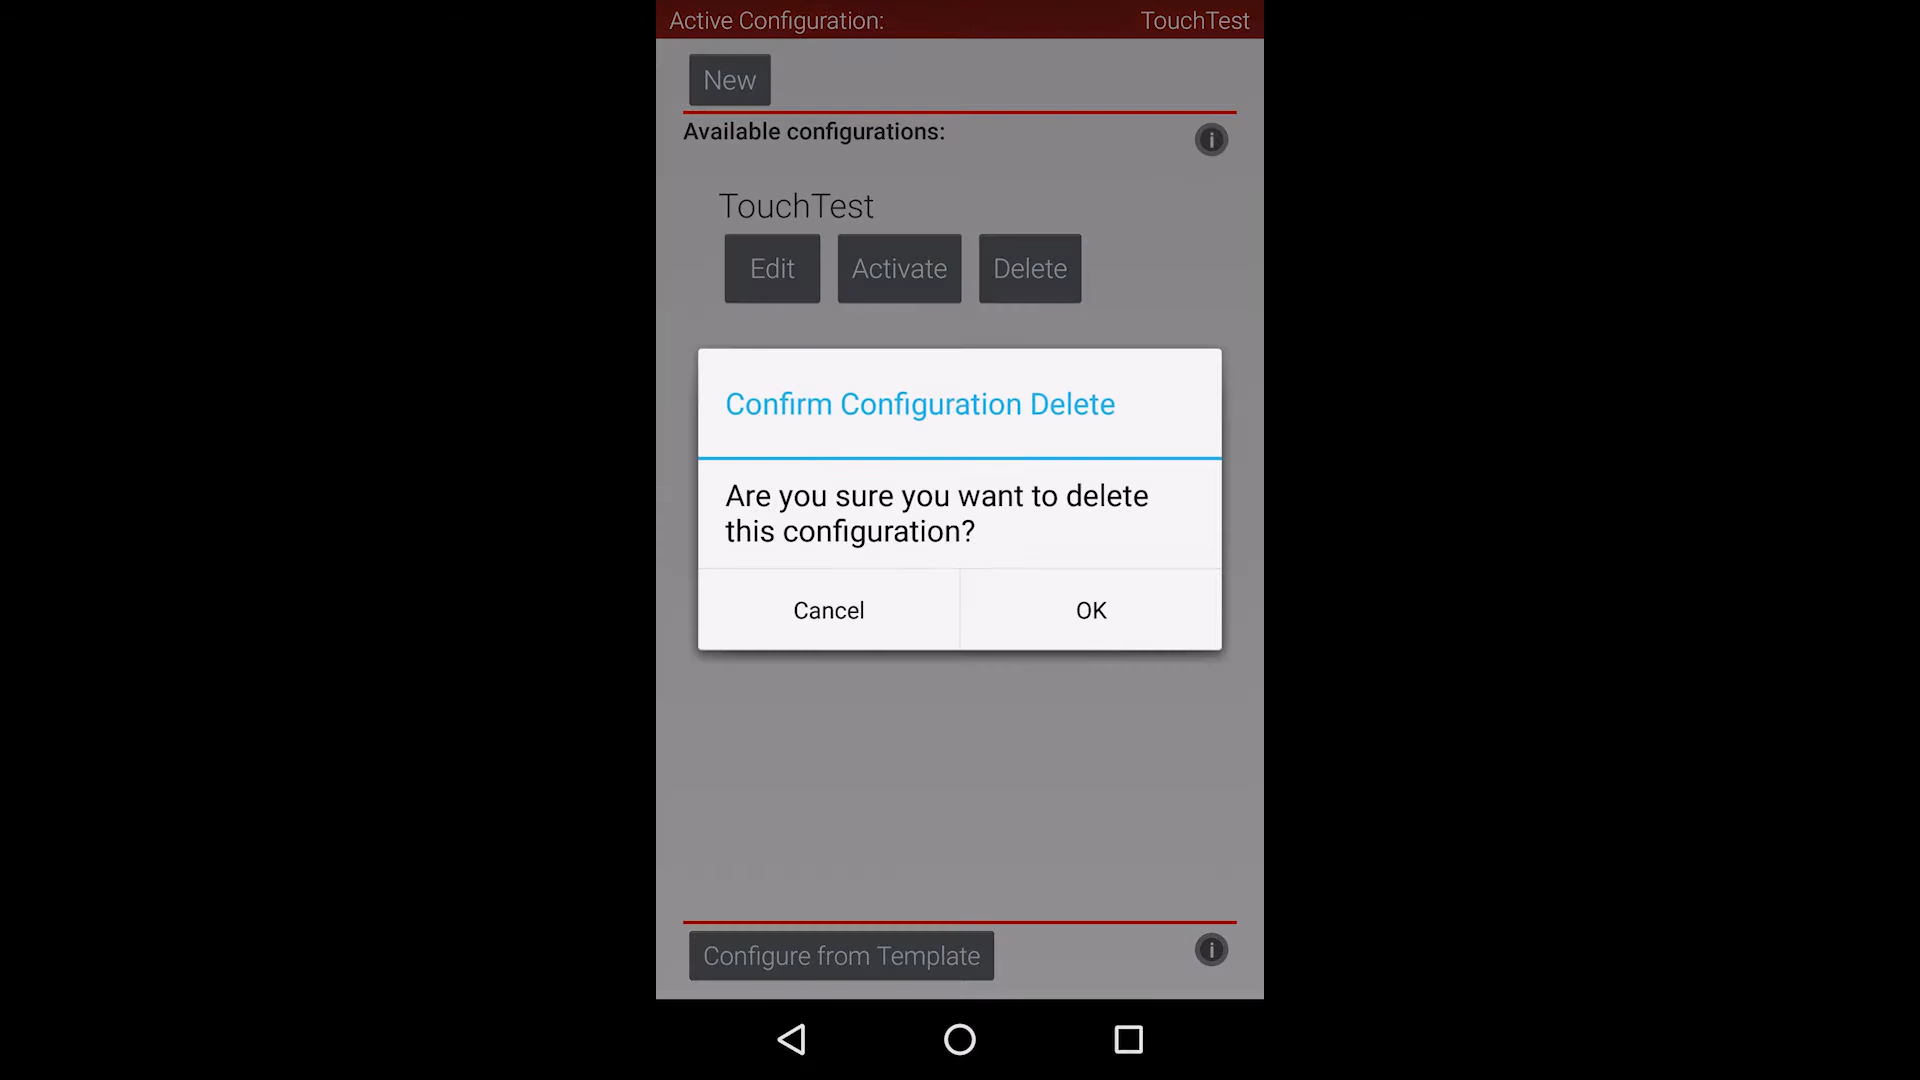 Active Configuration: TouchTest
New
Available configurations:
TouchTest
Edit Activate Delete
Confirm Configuration Delete
Are you sure you want to delete
this configuration?
Cancel OK
Configure from Template